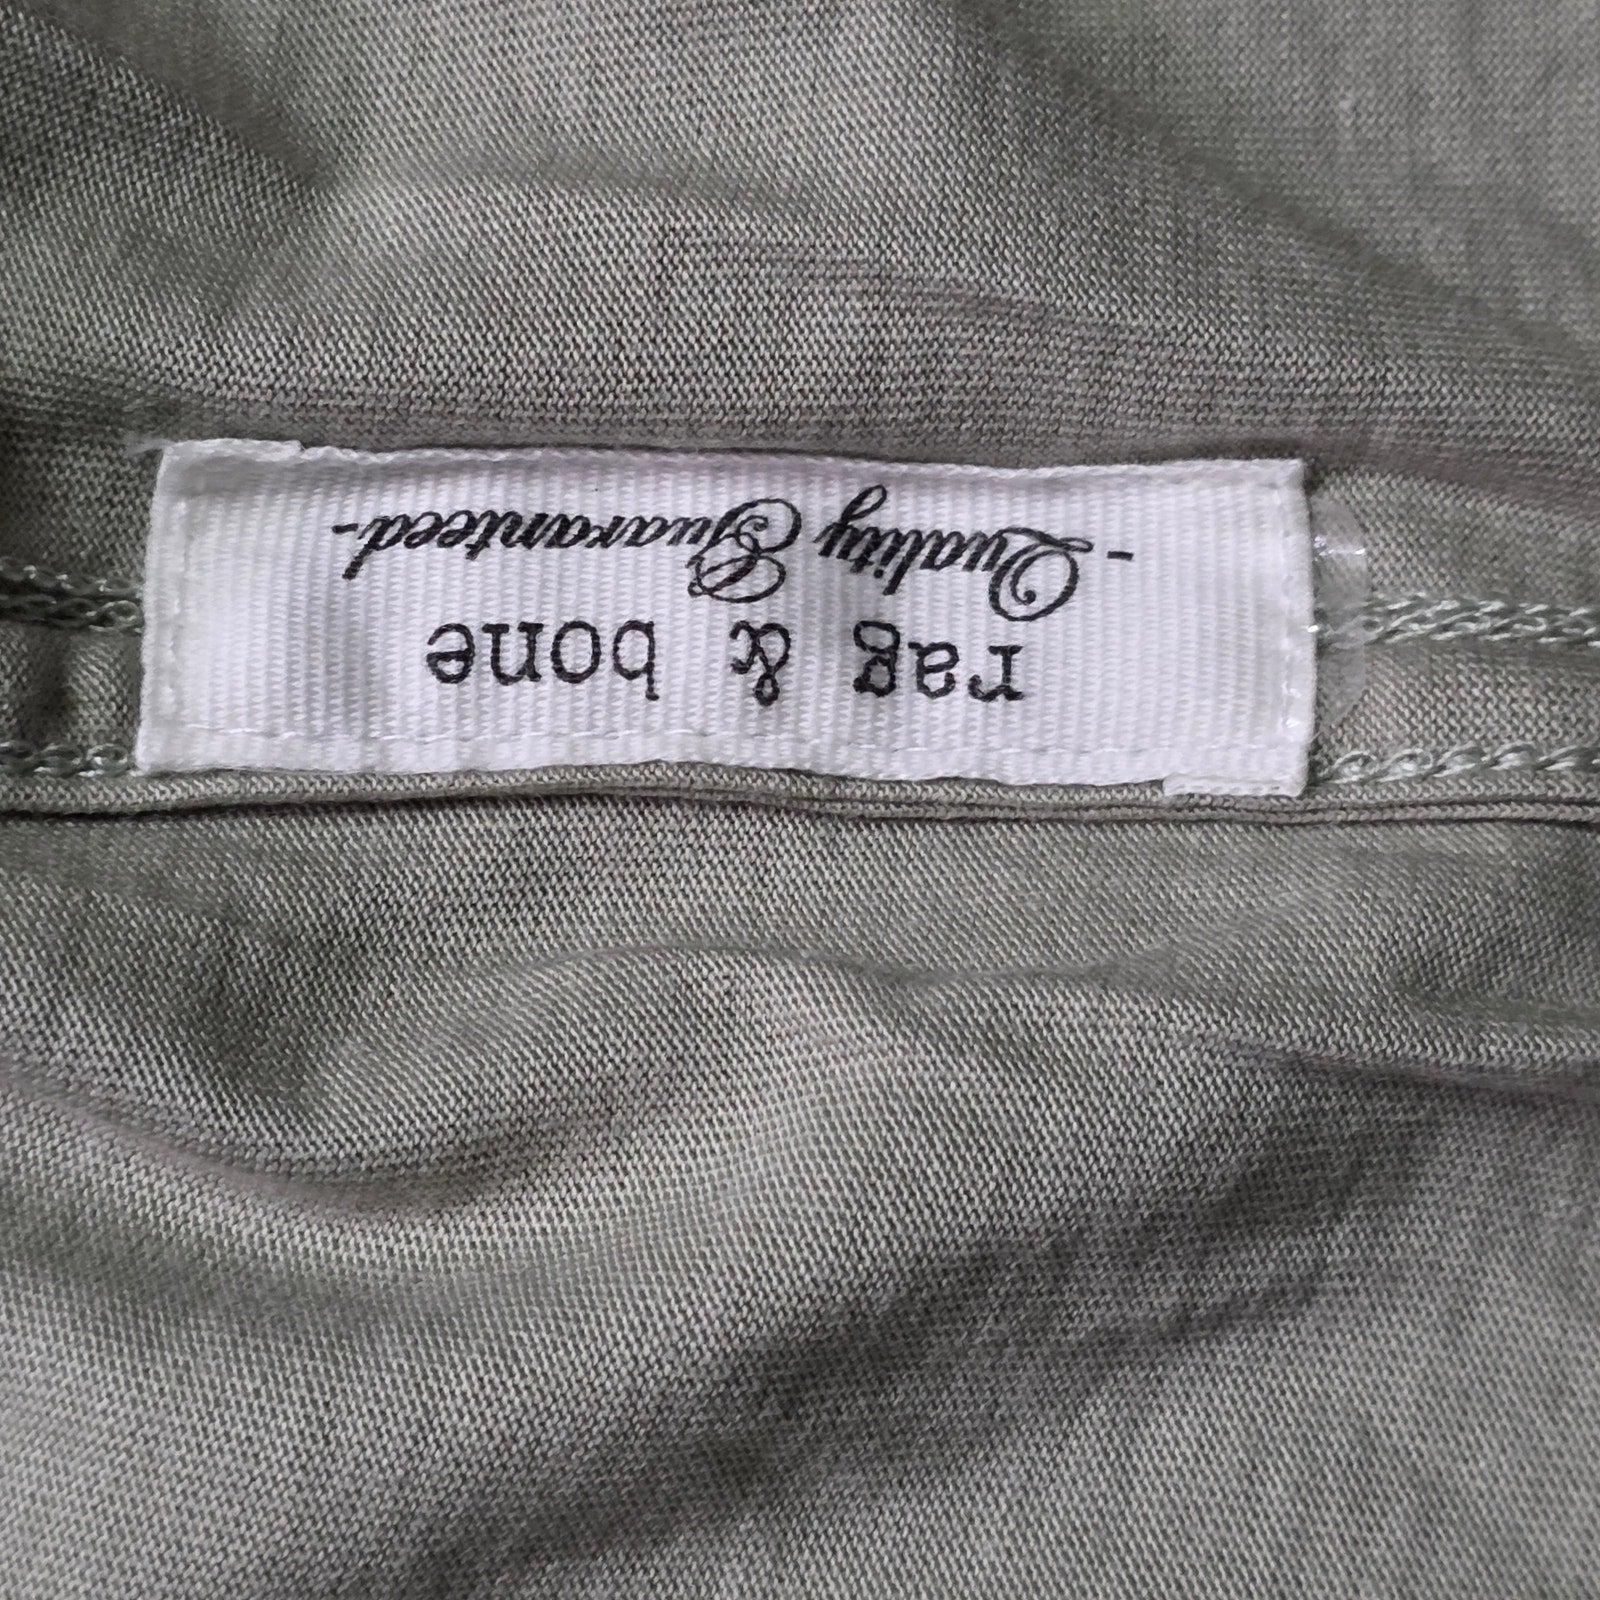 rag & bone
-Quality Guaranteed-